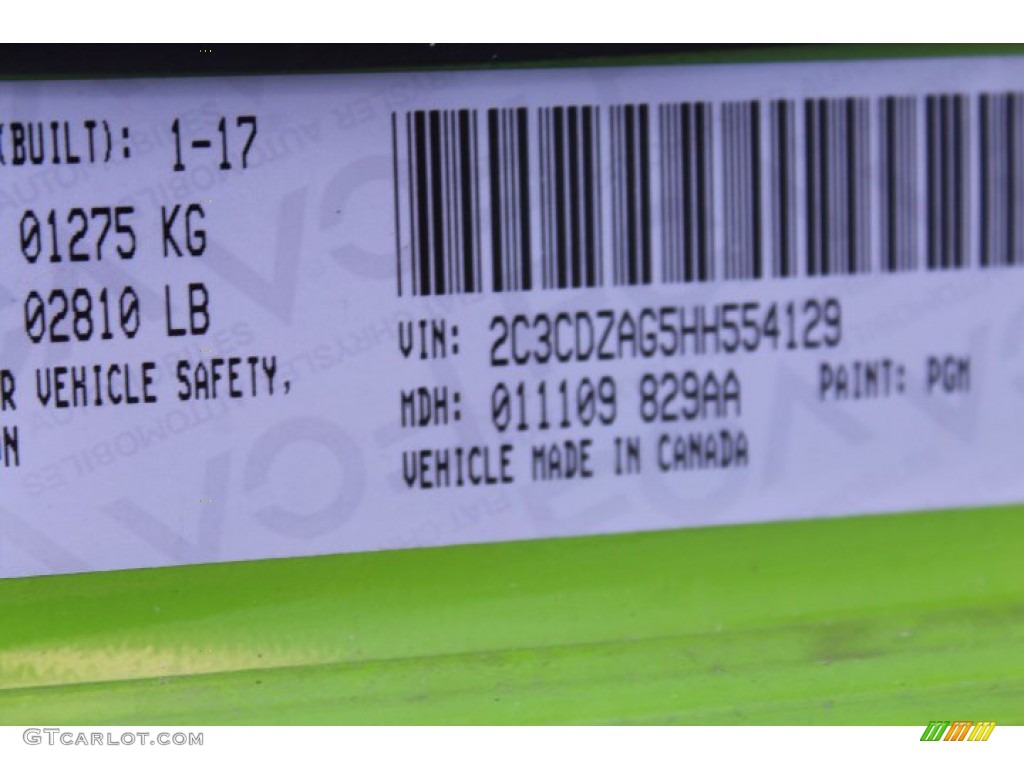 (BUILT): 1-17
01275 KG
02810 LB
R VEHICLE SAFETY,
ON
VIN: 2C3CDZAG5HH554129
MDH: 011109 829AA
PAINT: PGM
VEHICLE MADE IN CANADA
GTCARLOT.COM